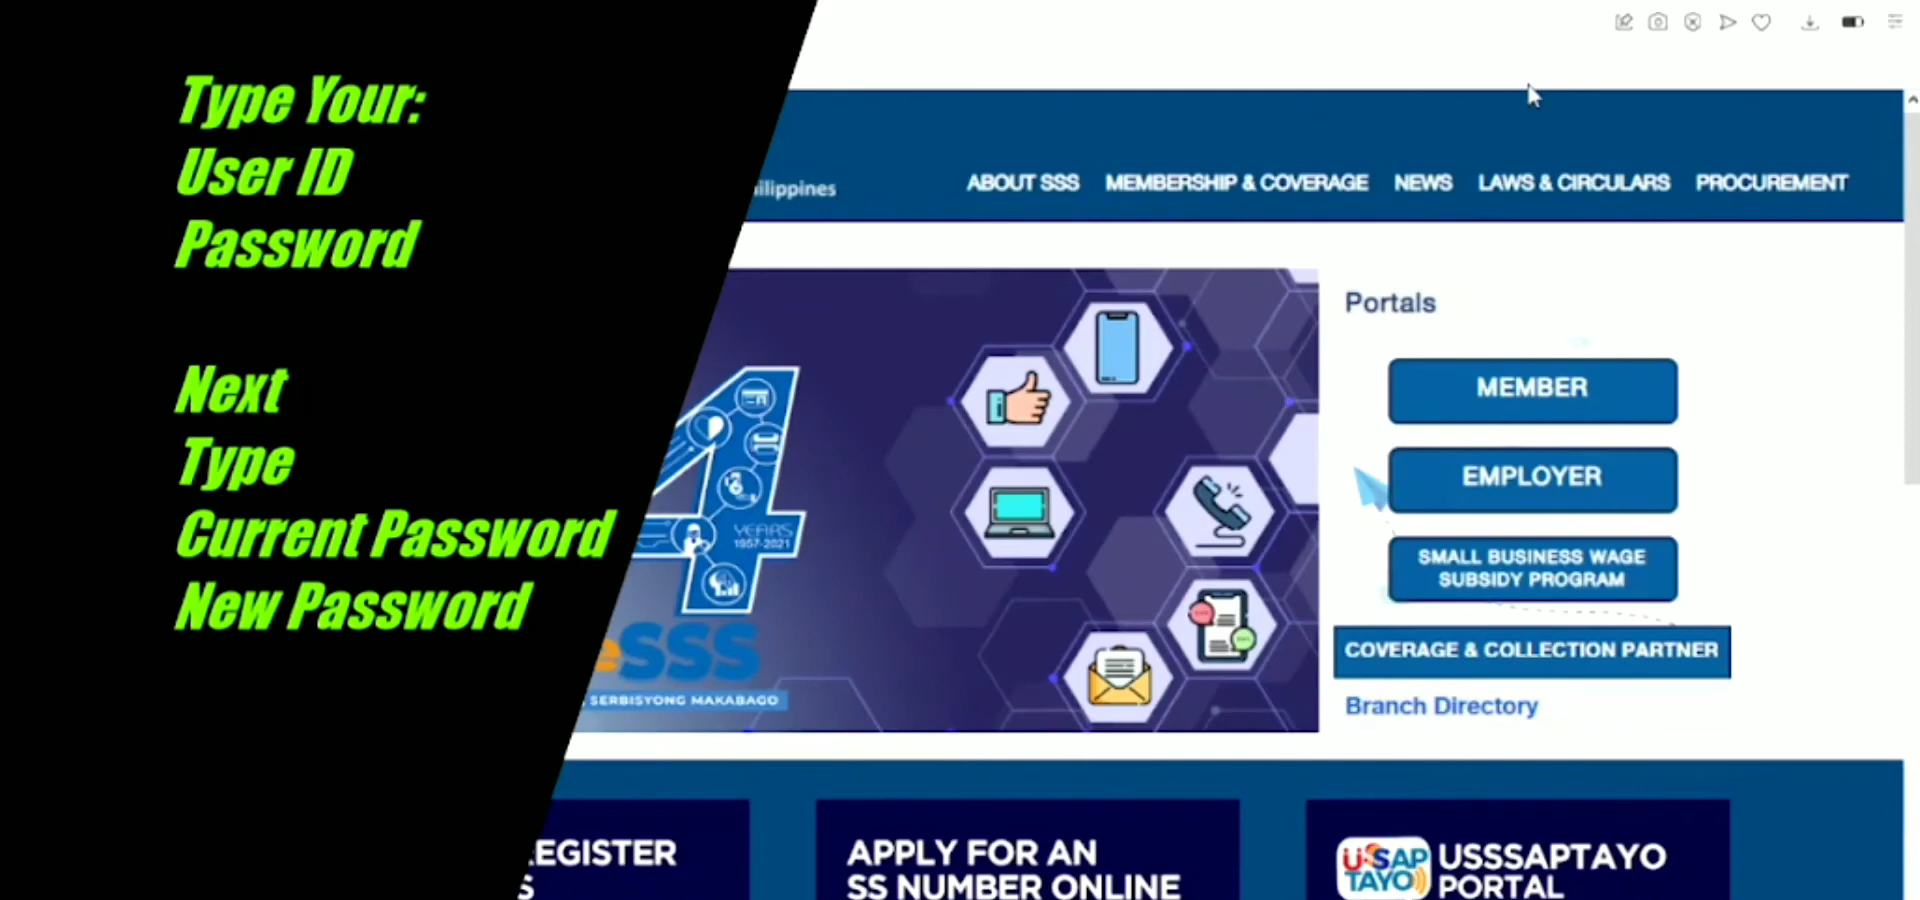 Type Your:
User ID
Password
Next
Type
Current Password
New Password
ilippines
ABOUT SSS
MEMBERSHIP & COVERAGE
NEWS
LAWS & CIRCULARS
PROCUREMENT
4
YEARS
1957-2021
eSSS
SERBISYONG MAKABAGO
Portals
MEMBER
EMPLOYER
SMALL BUSINESS WAGE
SUBSIDY PROGRAM
COVERAGE & COLLECTION PARTNER
Branch Directory
EGISTER
S
APPLY FOR AN
SS NUMBER ONLINE
USSAP
TAYO
USSSAPTAYO
PORTAL